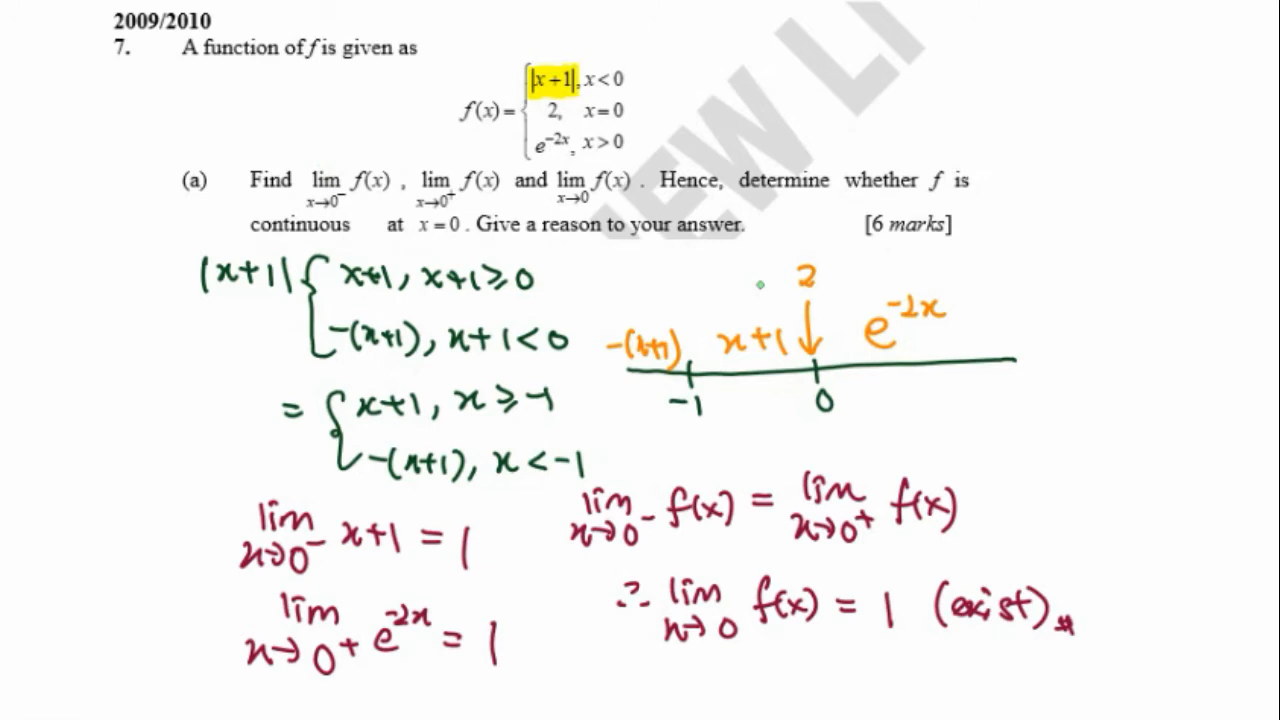 2009/2010
7. A function of f is given as
f(x) = { |x+1|, x < 0
2, x = 0
e^{-2x}, x > 0
(a) Find lim_{x→0^-} f(x), lim_{x→0^+} f(x) and lim_{x→0} f(x). Hence, determine whether f is
continuous at x = 0. Give a reason to your answer. [6 marks]
|x+1| { x+1, x+1 ≥ 0
-(x+1), x+1 < 0
= { x+1, x ≥ -1
-(x+1), x < -1
2
-(x+1) x+1 e^{-2x}
-1 0
lim_{x→0^-} x+1 = 1
lim_{x→0^+} e^{-2x} = 1
lim_{x→0^-} f(x) = lim_{x→0^+} f(x)
∴ lim_{x→0} f(x) = 1 (exist)